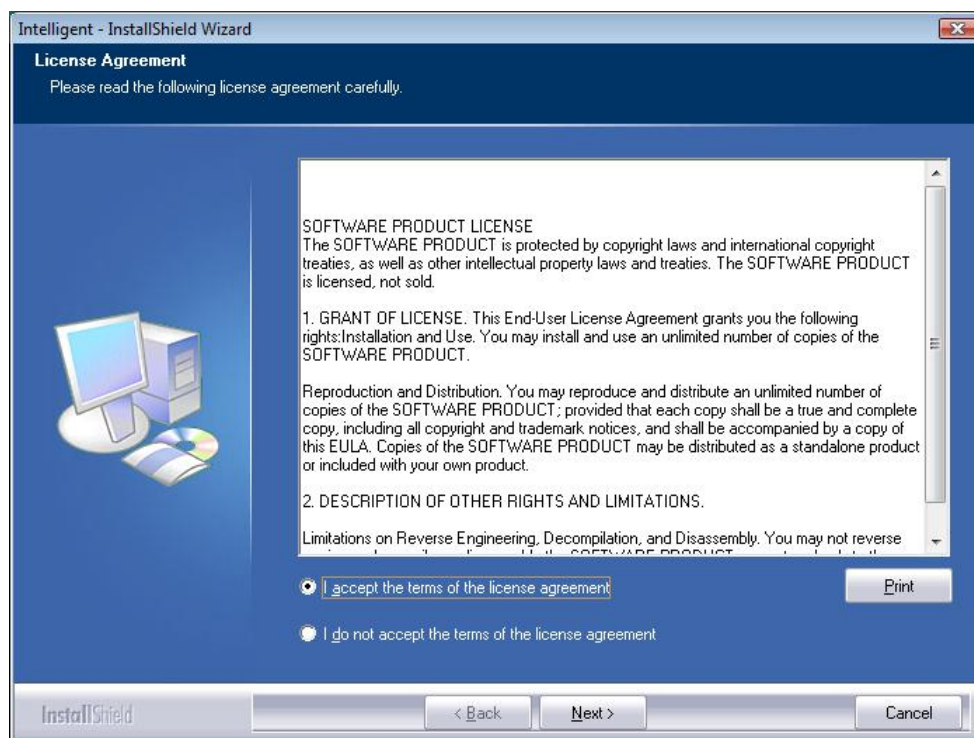 Intelligent - InstallShield Wizard
License Agreement
Please read the following license agreement carefully.
SOFTWARE PRODUCT LICENSE
The SOFTWARE PRODUCT is protected by copyright laws and international copyright
treaties, as well as other intellectual property laws and treaties. The SOFTWARE PRODUCT
is licensed, not sold.
1. GRANT OF LICENSE. This End-User License Agreement grants you the following
rights:Installation and Use. You may install and use an unlimited number of copies of the
SOFTWARE PRODUCT.
Reproduction and Distribution. You may reproduce and distribute an unlimited number of
copies of the SOFTWARE PRODUCT; provided that each copy shall be a true and complete
copy, including all copyright and trademark notices, and shall be accompanied by a copy of
this EULA. Copies of the SOFTWARE PRODUCT may be distributed as a standalone product
or included with your own product.
2. DESCRIPTION OF OTHER RIGHTS AND LIMITATIONS.
Limitations on Reverse Engineering, Decompilation, and Disassembly. You may not reverse
I accept the terms of the license agreement
Print
I do not accept the terms of the license agreement
InstallShield
< Back
Next >
Cancel